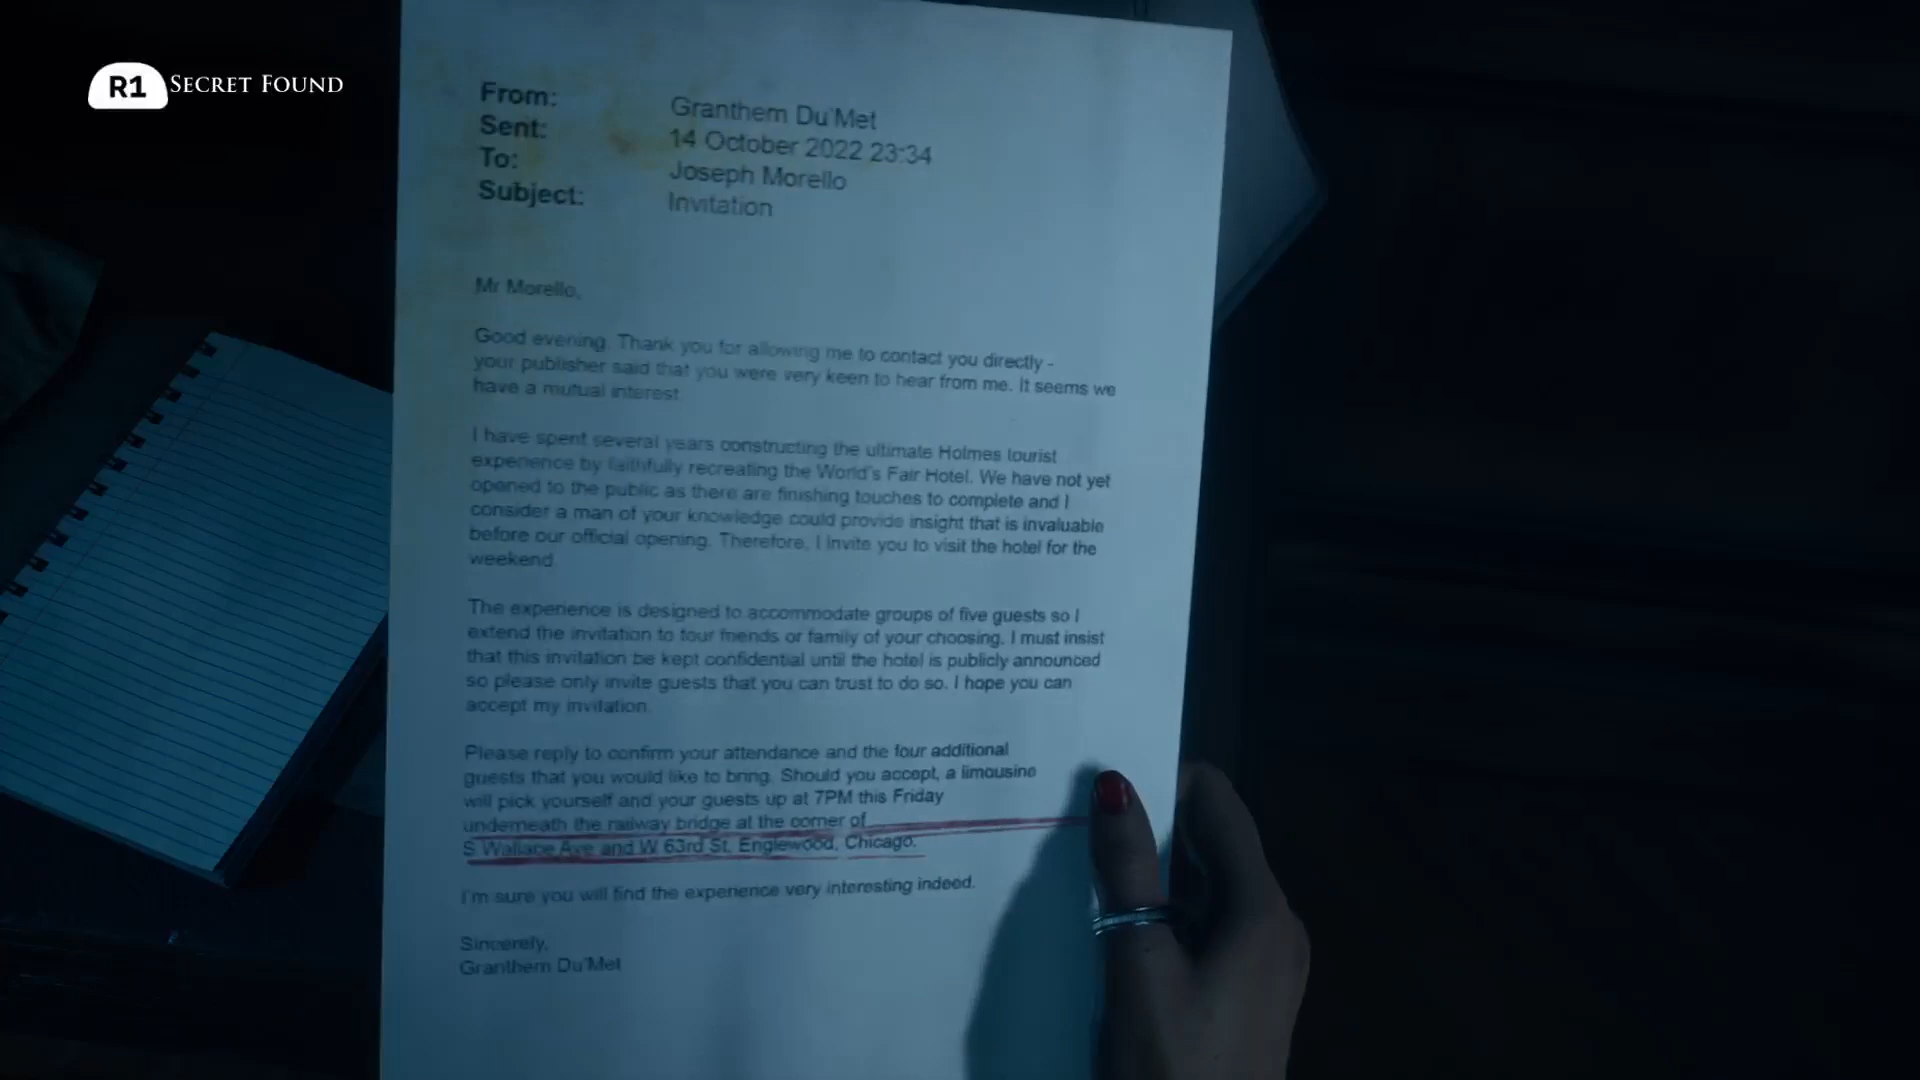 R1 Secret Found
From: Granthem Du'Met
Sent: 14 October 2022 23:34
To: Joseph Morello
Subject: Invitation
Mr Morello,
Good evening. Thank you for allowing me to contact you directly -
your publisher said that you were very keen to hear from me. It seems we
have a mutual interest.
I have spent several years constructing the ultimate Holmes tourist
experience by faithfully recreating the World's Fair Hotel. We have not yet
opened to the public as there are finishing touches to complete and I
consider a man of your knowledge could provide insight that is invaluable
before our official opening. Therefore, I invite you to visit the hotel for the
weekend.
The experience is designed to accommodate groups of five guests so I
extend the invitation to four friends or family of your choosing. I must insist
that this invitation be kept confidential until the hotel is publicly announced
so please only invite guests that you can trust to do so. I hope you can
accept my invitation.
Please reply to confirm your attendance and the four additional
guests that you would like to bring. Should you accept, a limousine
will pick yourself and your guests up at 7PM this Friday
underneath the railway bridge at the corner of
S Wallace Ave and W 63rd St, Englewood, Chicago.
I'm sure you will find the experience very interesting indeed.
Sincerely,
Granthem Du'Met